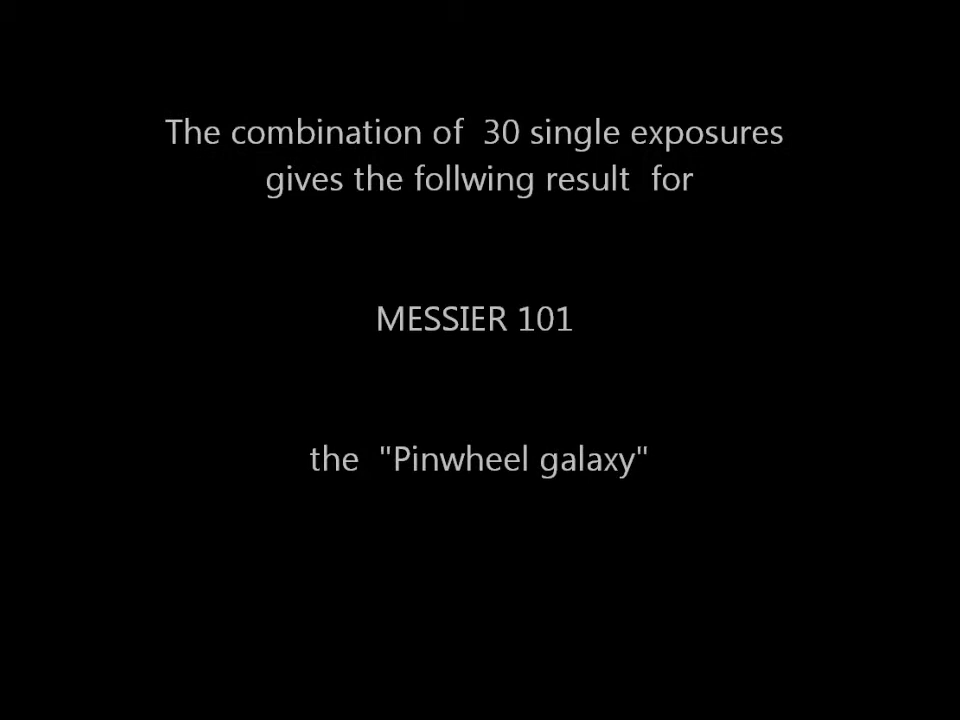 The combination of  30 single exposures
gives the follwing result  for
MESSIER 101
the  "Pinwheel galaxy"